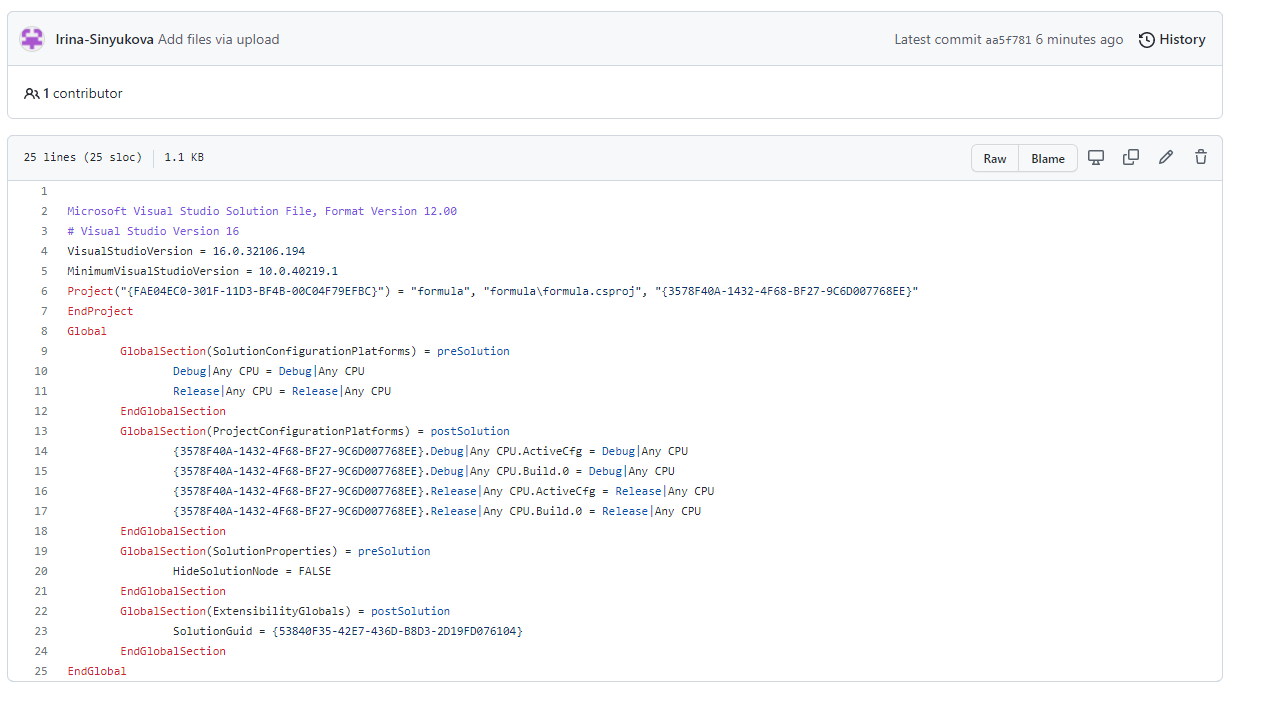 Irina-Sinyukova Add files via upload
Latest commit aa5f781 6 minutes ago History
1 contributor
25 lines (25 sloc) 1.1 KB
Raw Blame
1
2 Microsoft Visual Studio Solution File, Format Version 12.00
3 # Visual Studio Version 16
4 VisualStudioVersion = 16.0.32106.194
5 MinimumVisualStudioVersion = 10.0.40219.1
6 Project("{FAE04EC0-301F-11D3-BF4B-00C04F79EFBC}") = "formula", "formula\formula.csproj", "{3578F40A-1432-4F68-BF27-9C6D007768EE}"
7 EndProject
8 Global
9 GlobalSection(SolutionConfigurationPlatforms) = preSolution
10 Debug|Any CPU = Debug|Any CPU
11 Release|Any CPU = Release|Any CPU
12 EndGlobalSection
13 GlobalSection(ProjectConfigurationPlatforms) = postSolution
14 {3578F40A-1432-4F68-BF27-9C6D007768EE}.Debug|Any CPU.ActiveCfg = Debug|Any CPU
15 {3578F40A-1432-4F68-BF27-9C6D007768EE}.Debug|Any CPU.Build.0 = Debug|Any CPU
16 {3578F40A-1432-4F68-BF27-9C6D007768EE}.Release|Any CPU.ActiveCfg = Release|Any CPU
17 {3578F40A-1432-4F68-BF27-9C6D007768EE}.Release|Any CPU.Build.0 = Release|Any CPU
18 EndGlobalSection
19 GlobalSection(SolutionProperties) = preSolution
20 HideSolutionNode = FALSE
21 EndGlobalSection
22 GlobalSection(ExtensibilityGlobals) = postSolution
23 SolutionGuid = {53840F35-42E7-436D-B8D3-2D19FD076104}
24 EndGlobalSection
25 EndGlobal